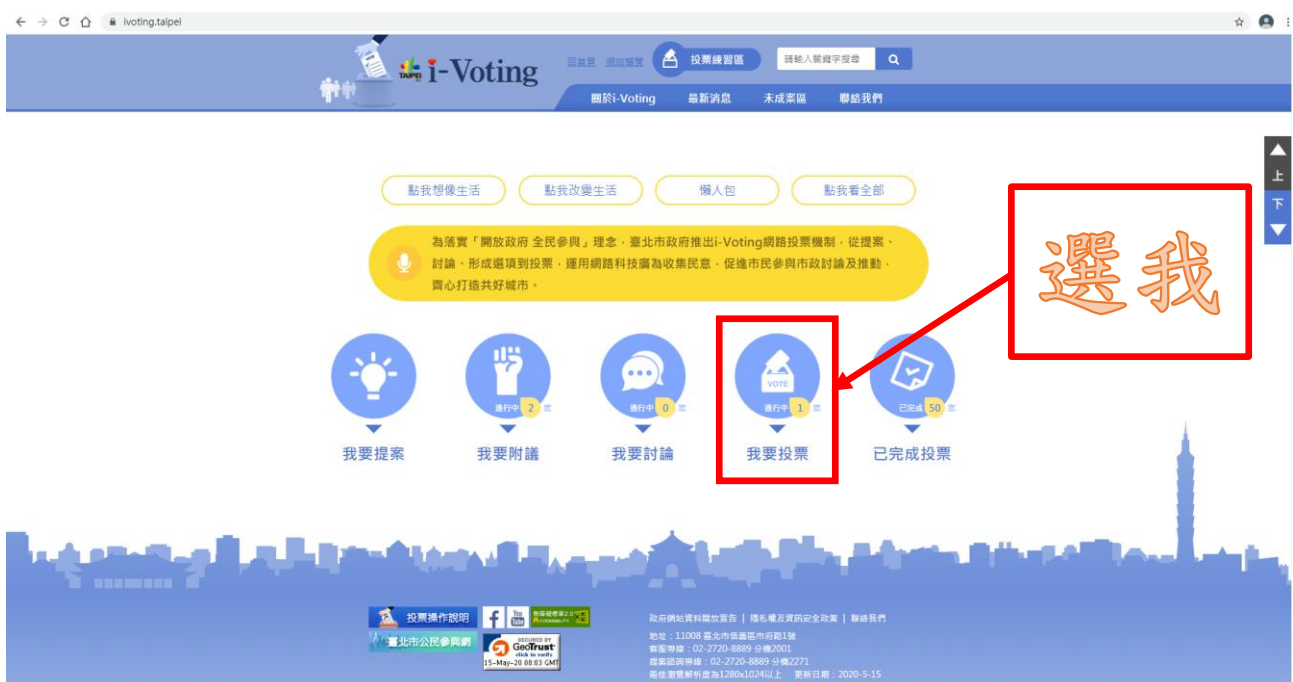 ivoting.taipei
TAIPEI i-Voting
回首頁 網站導覽 投票練習區 請輸入關鍵字搜尋
關於i-Voting 最新消息 未成案區 聯絡我們
上
下
點我想像生活 點我改變生活 懶人包 點我看全部
為落實「開放政府 全民參與」理念，臺北市政府推出i-Voting網路投票機制，從提案、
討論、形成選項到投票，運用網路科技廣為收集民意，促進市民參與市政討論及推動，
齊心打造共好城市。
選我
VOTE
進行中 2 案 進行中 0 案 進行中 1 案 已完成 50 案
我要提案 我要附議 我要討論 我要投票 已完成投票
投票操作說明 f You Tube 無障礙標章2.0
臺北市公民參與網
SECURED BY
GeoTrust
click to verify
15-May-20 08:03 GMT
政府網站資料開放宣告 | 隱私權及資訊安全政策 | 聯絡我們
地址：11008 臺北市信義區市府路1號
客服專線：02-2720-8889 分機2001
提案諮詢專線：02-2720-8889 分機2271
最佳瀏覽解析度為1280x1024以上 更新日期：2020-5-15